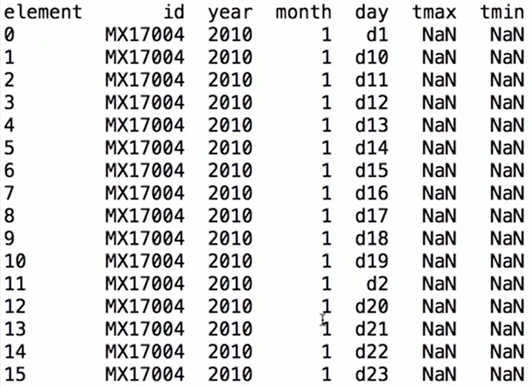 element id year month day tmax tmin
0 MX17004 2010 1 d1 NaN NaN
1 MX17004 2010 1 d10 NaN NaN
2 MX17004 2010 1 d11 NaN NaN
3 MX17004 2010 1 d12 NaN NaN
4 MX17004 2010 1 d13 NaN NaN
5 MX17004 2010 1 d14 NaN NaN
6 MX17004 2010 1 d15 NaN NaN
7 MX17004 2010 1 d16 NaN NaN
8 MX17004 2010 1 d17 NaN NaN
9 MX17004 2010 1 d18 NaN NaN
10 MX17004 2010 1 d19 NaN NaN
11 MX17004 2010 1 d2 NaN NaN
12 MX17004 2010 1 d20 NaN NaN
13 MX17004 2010 1 d21 NaN NaN
14 MX17004 2010 1 d22 NaN NaN
15 MX17004 2010 1 d23 NaN NaN